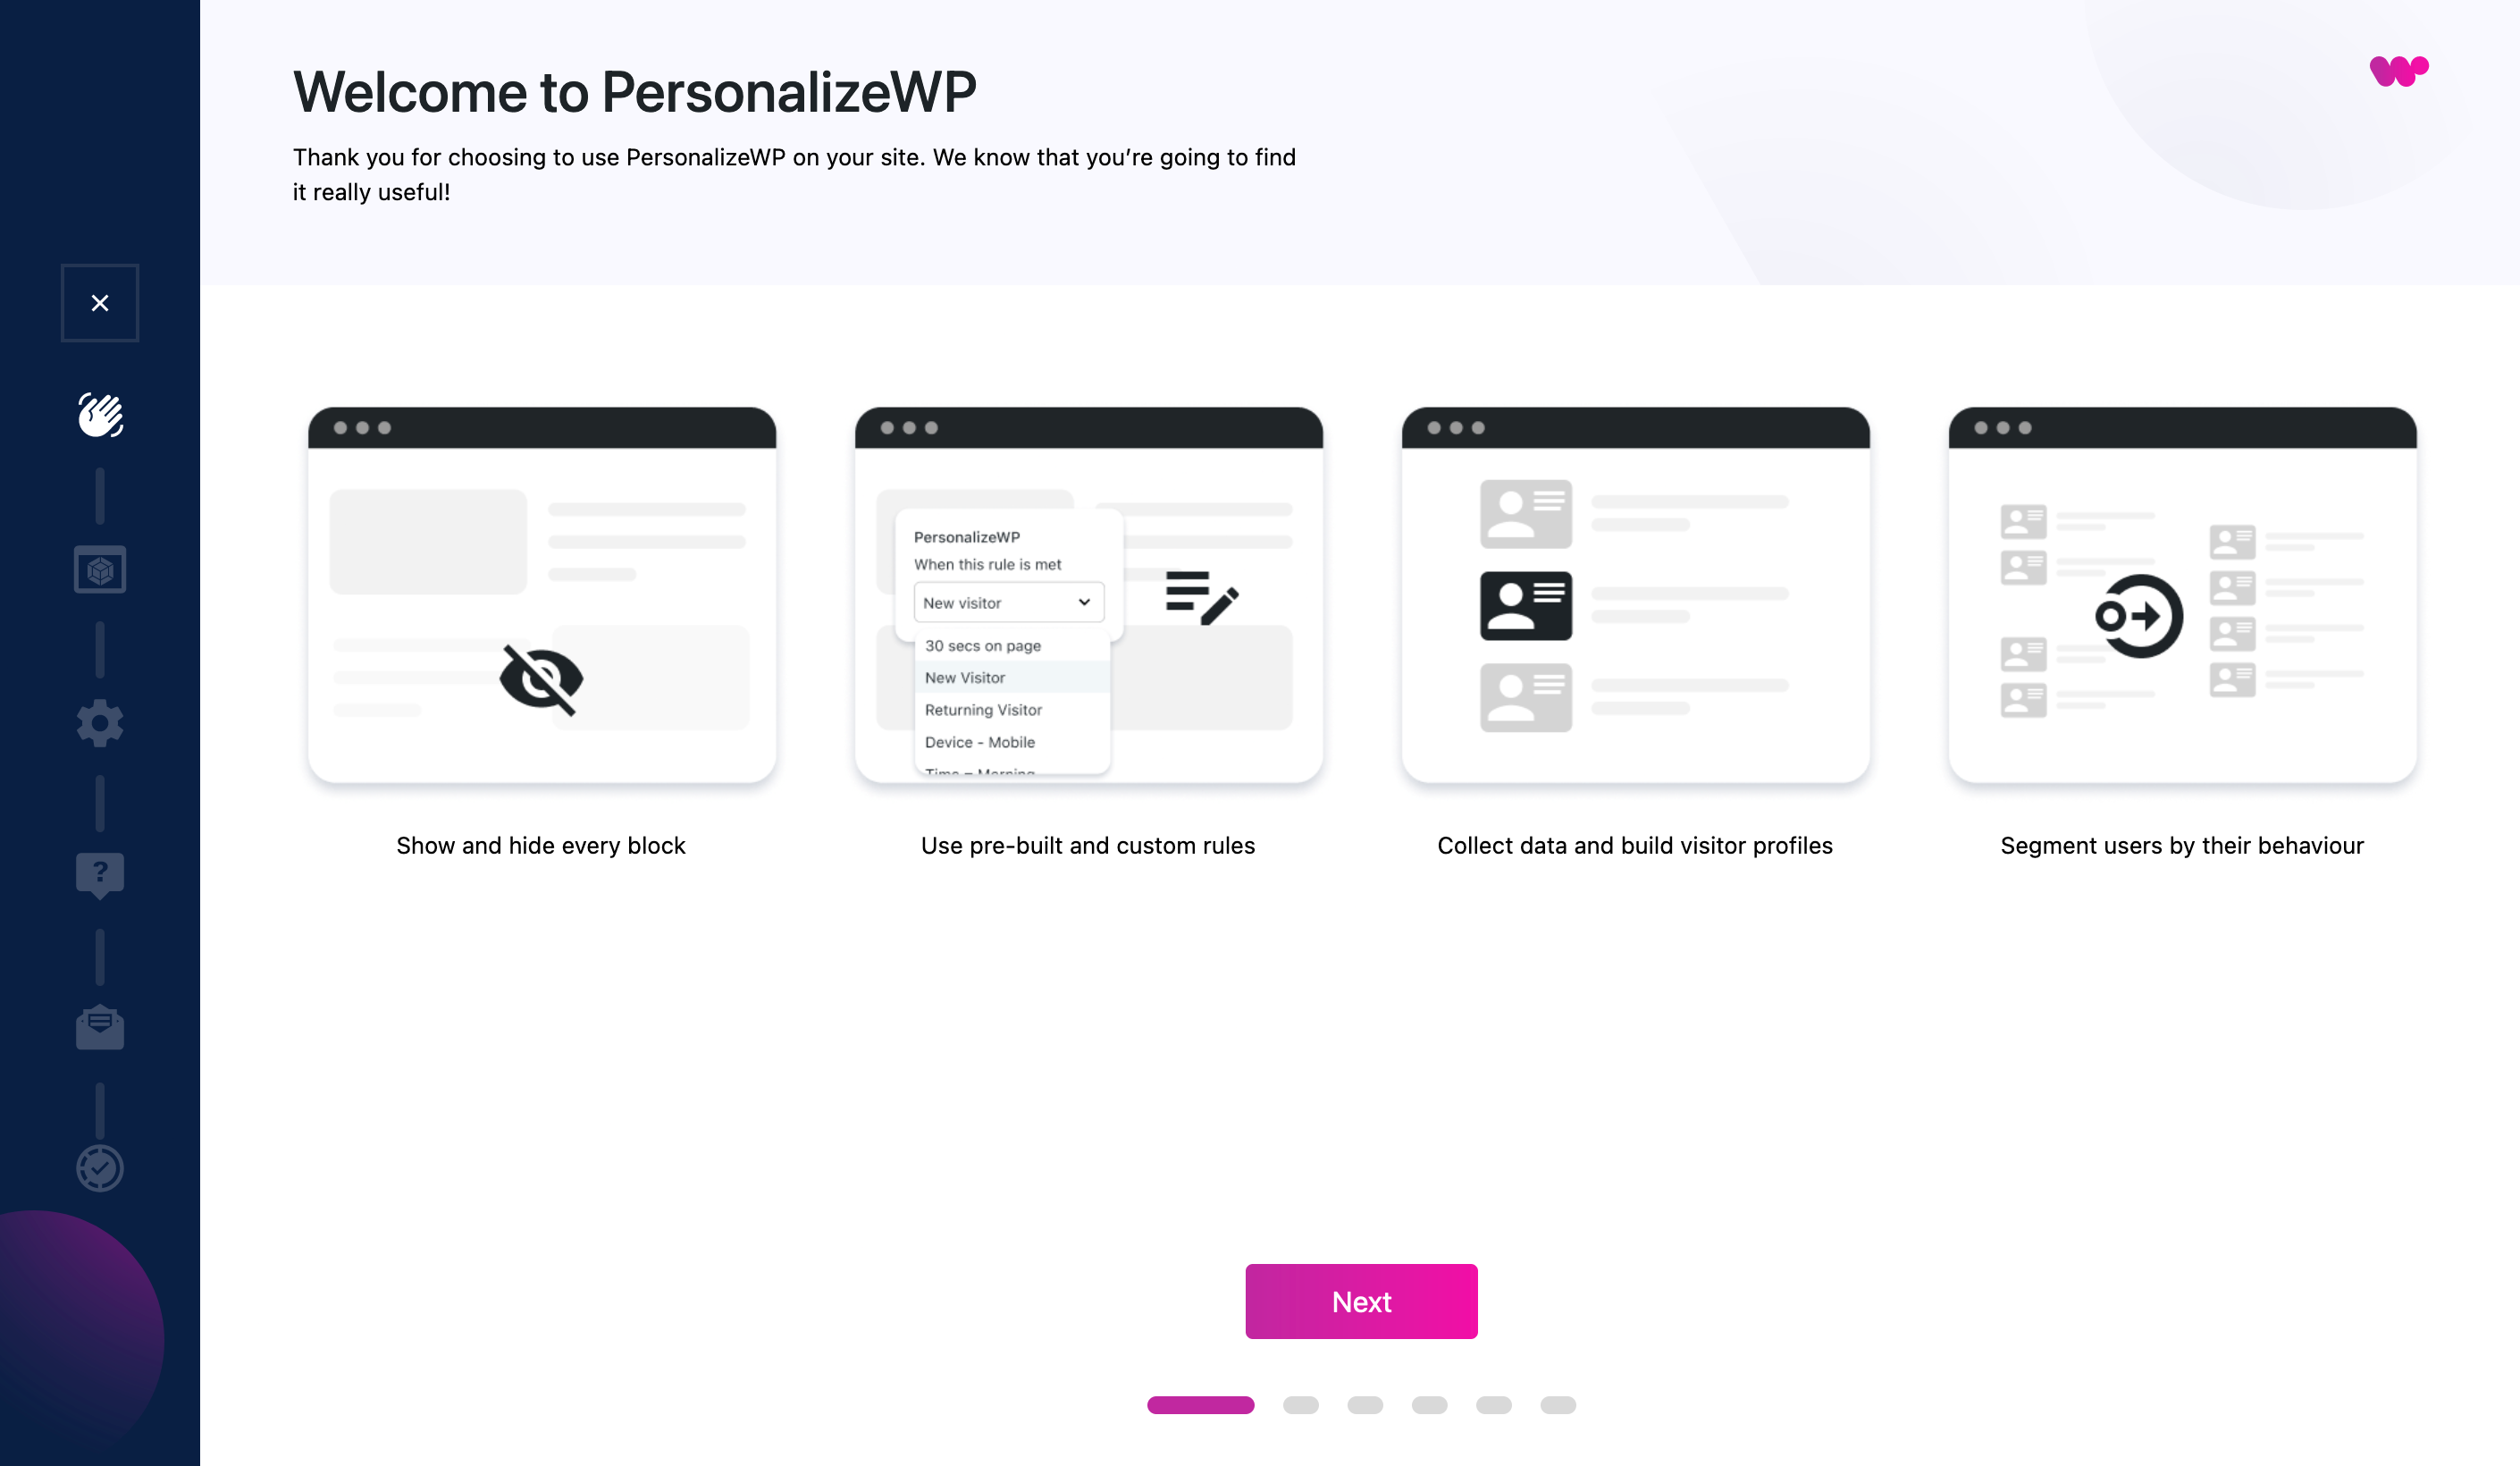 Welcome to PersonalizeWP
Thank you for choosing to use PersonalizeWP on your site. We know that you’re going to find
it really useful!
PersonalizeWP
When this rule is met
New visitor
30 secs on page
New Visitor
Returning Visitor
Device - Mobile
Time – Morning
Show and hide every block
Use pre-built and custom rules
Collect data and build visitor profiles
Segment users by their behaviour
?
Next